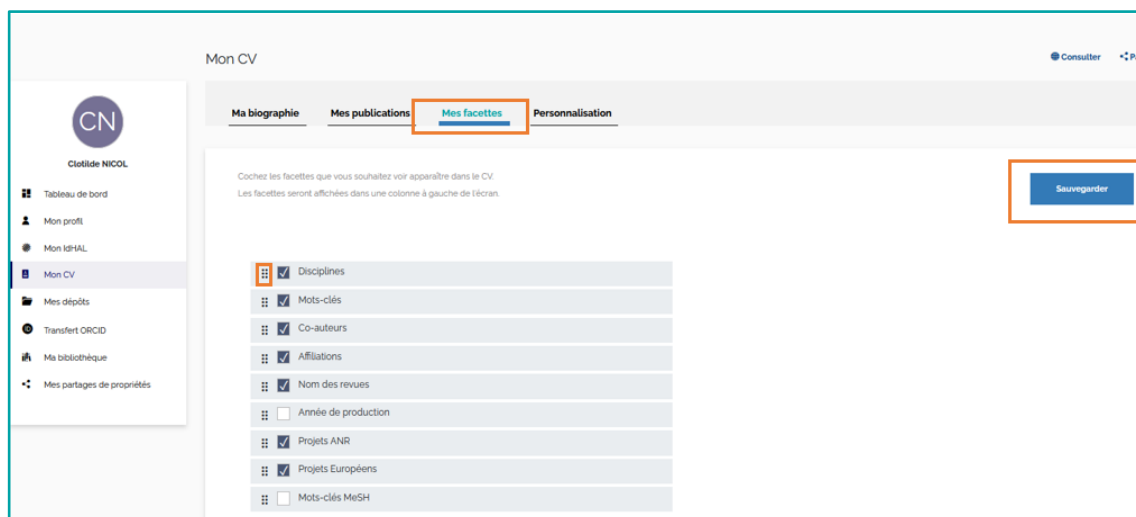 Mon CV
Consulter
CN
Clotilde NICOL
Tableau de bord
Mon profil
Mon IdHAL
Mon CV
Mes dépôts
Transfert ORCID
Ma bibliothèque
Mes partages de propriétés
Ma biographie Mes publications Mes facettes Personnalisation
Cochez les facettes que vous souhaitez voir apparaître dans le CV.
Les facettes seront affichées dans une colonne à gauche de l'écran.
Sauvegarder
Disciplines
Mots-clés
Co-auteurs
Affiliations
Nom des revues
Année de production
Projets ANR
Projets Européens
Mots-clés MeSH